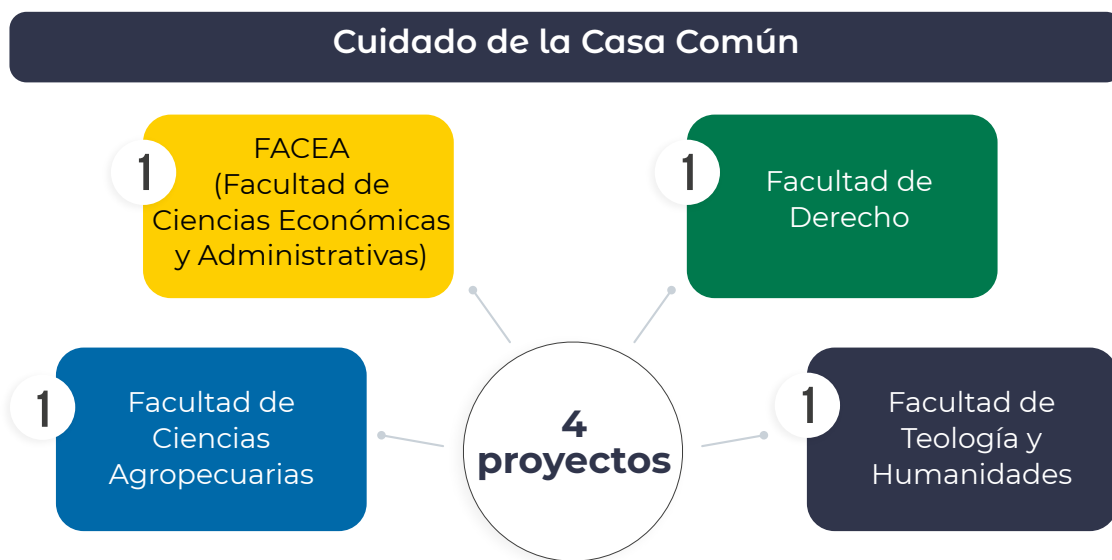 Cuidado de la Casa Común
1
FACEA
(Facultad de
Ciencias Económicas
y Administrativas)
1
Facultad de
Derecho
1
Facultad de
Ciencias
Agropecuarias
4
proyectos
1
Facultad de
Teología y
Humanidades